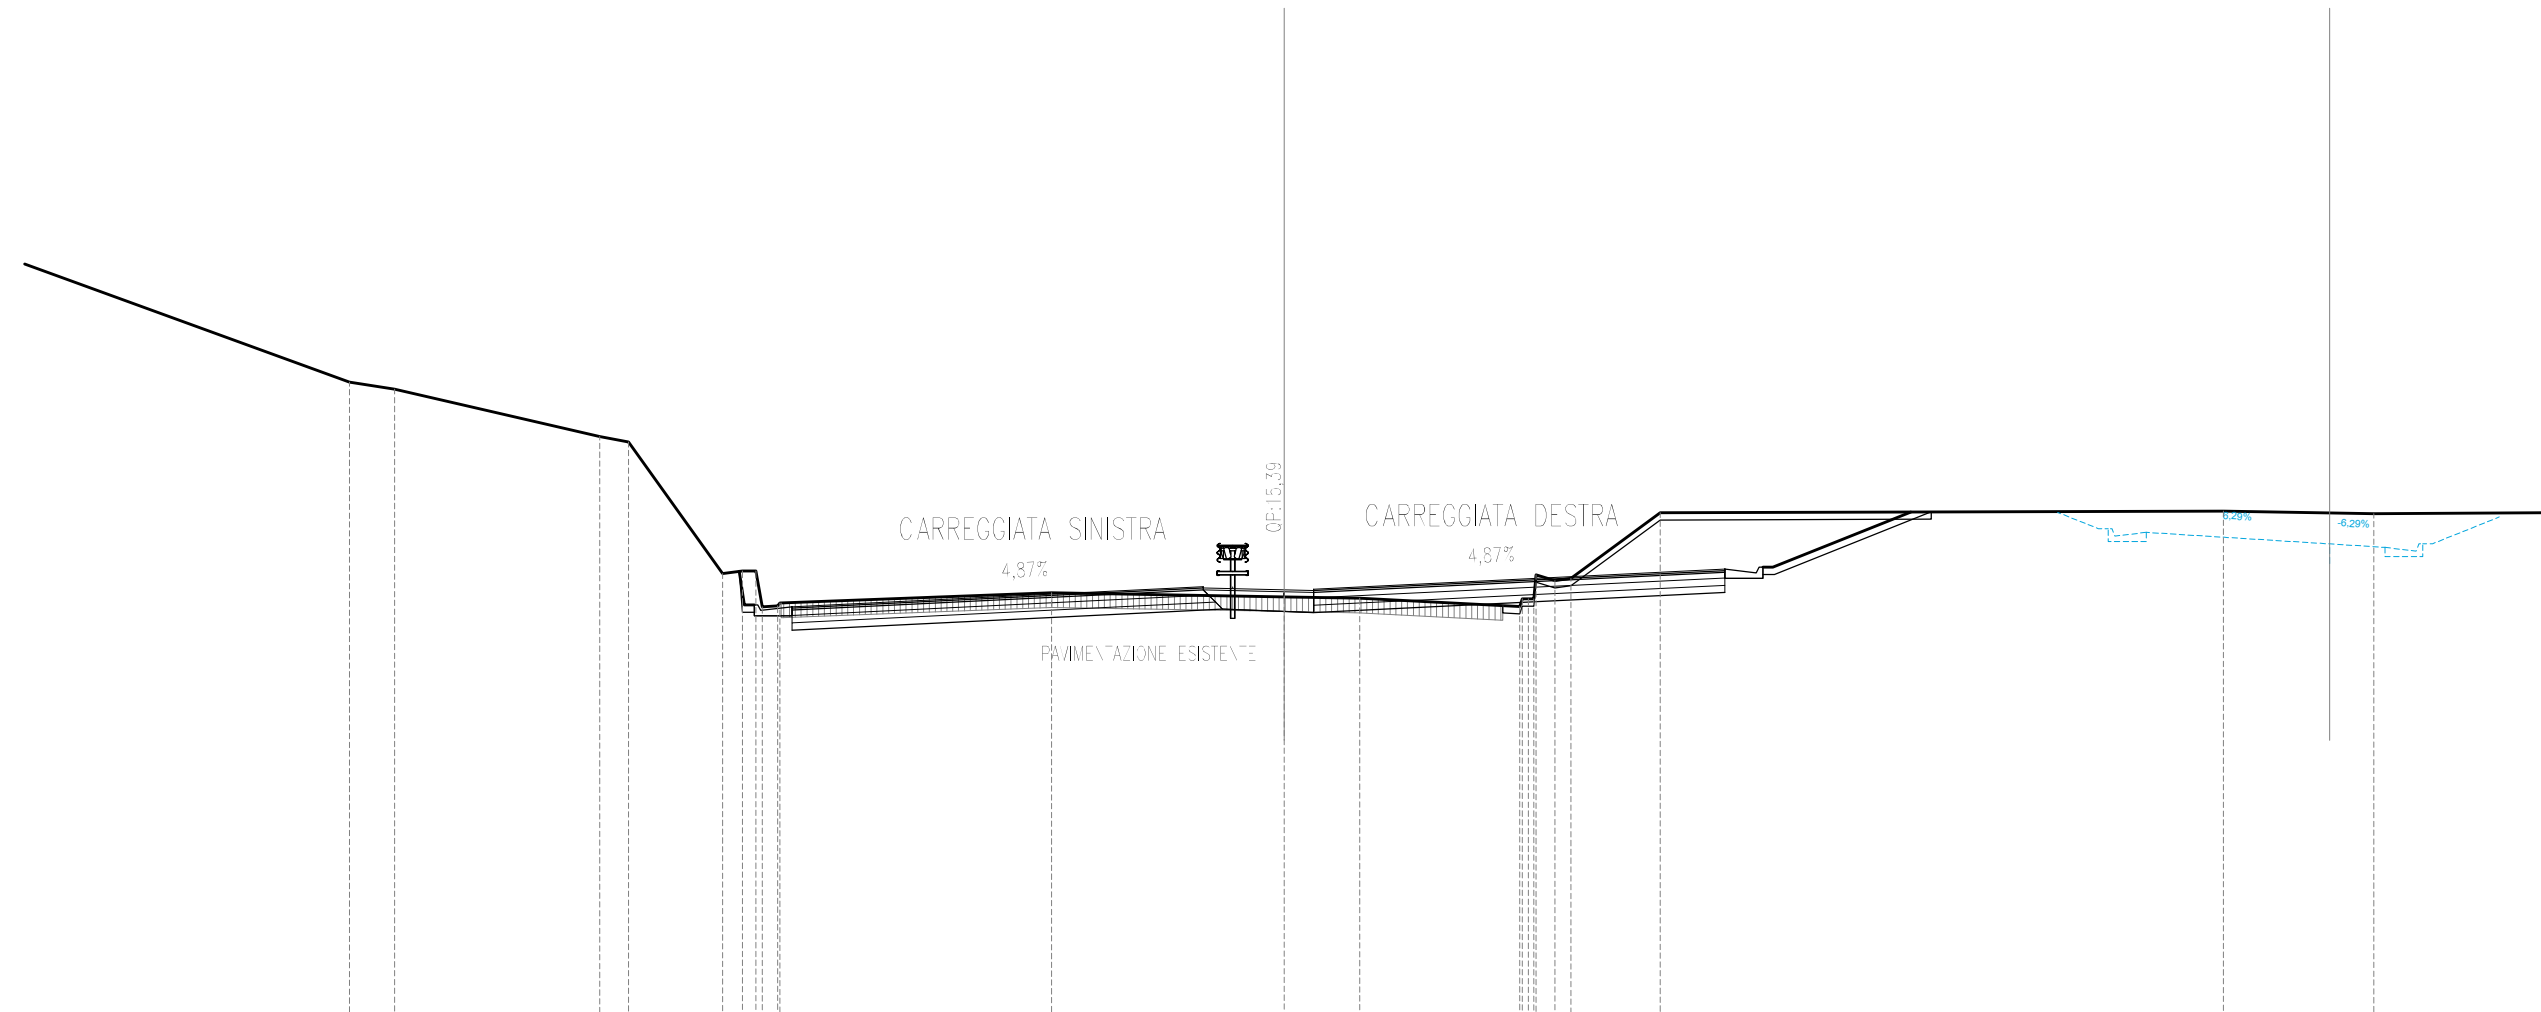 QP:15,39
CARREGGIATA SINISTRA
4,87%
CARREGGIATA DESTRA
4,87%
PAVIMENTAZIONE ESISTENTE
6.29%
-6.29%